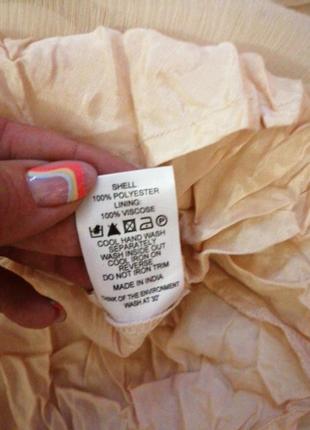 SHELL
100% POLYESTER
LINING:
100% VISCOSE
COOL HAND WASH
SEPARATELY
WASH INSIDE OUT
COOL IRON ON
REVERSE
DO NOT IRON TRIM
MADE IN INDIA
THINK OF THE ENVIRONMENT
WASH AT 30'